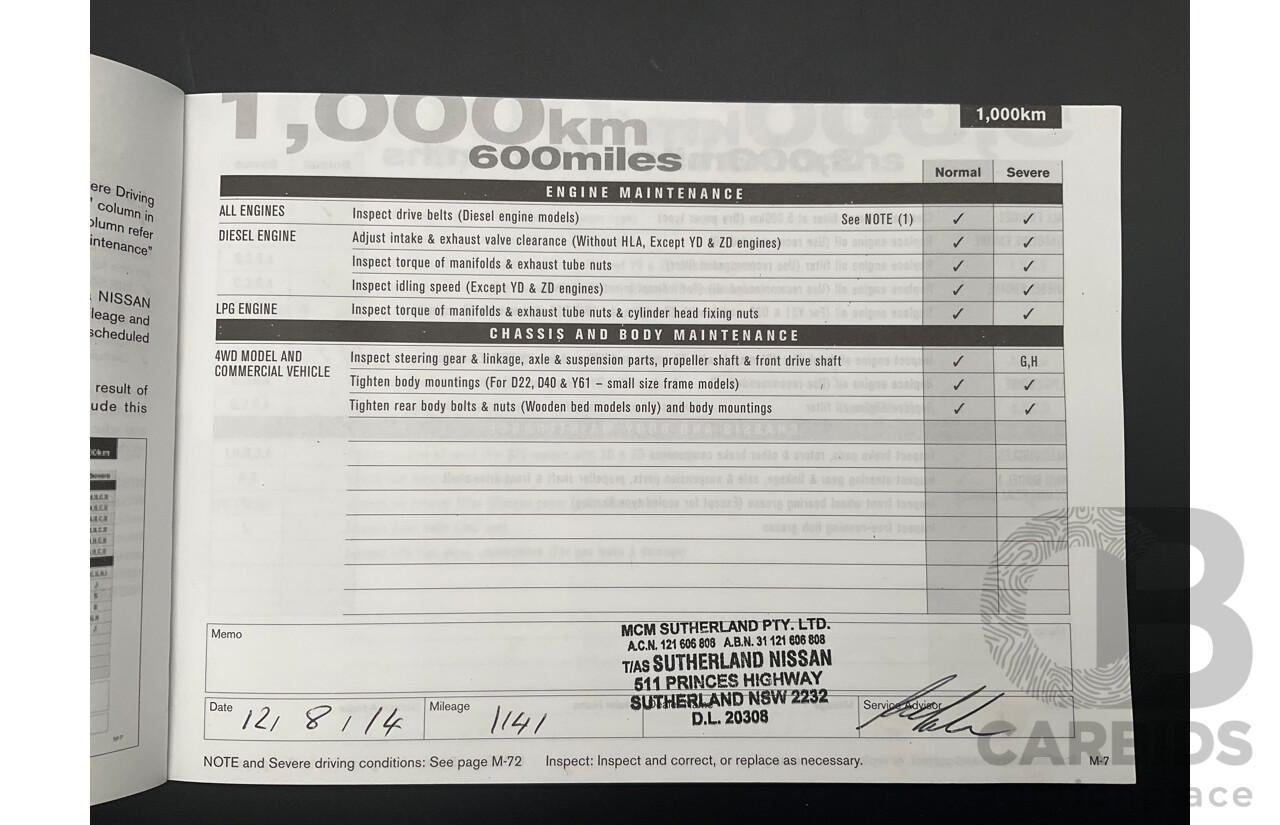 ere Driving
" column in
olumn refer
intenance"
NISSAN
leage and
scheduled
result of
ude this
1,000km
600miles
1,000km
Normal Severe
ENGINE MAINTENANCE
ALL ENGINES Inspect drive belts (Diesel engine models) See NOTE (1) ✓ ✓
DIESEL ENGINE Adjust intake & exhaust valve clearance (Without HLA, Except YD & ZD engines) ✓ ✓
Inspect torque of manifolds & exhaust tube nuts ✓ ✓
Inspect idling speed (Except YD & ZD engines) ✓ ✓
LPG ENGINE Inspect torque of manifolds & exhaust tube nuts & cylinder head fixing nuts ✓ ✓
CHASSIS AND BODY MAINTENANCE
4WD MODEL AND
COMMERCIAL VEHICLE
Inspect steering gear & linkage, axle & suspension parts, propeller shaft & front drive shaft ✓ G,H
Tighten body mountings (For D22, D40 & Y61 – small size frame models) ✓ ✓
Tighten rear body bolts & nuts (Wooden bed models only) and body mountings ✓ ✓
Memo
MCM SUTHERLAND PTY. LTD.
A.C.N. 121 606 808 A.B.N. 31 121 606 808
T/AS SUTHERLAND NISSAN
511 PRINCES HIGHWAY
SUTHERLAND NSW 2232
D.L. 20308
Date 12/ 8 / 14 Mileage 1141 Service Advisor
NOTE and Severe driving conditions: See page M-72 Inspect: Inspect and correct, or replace as necessary.
M-7
CARBIDS